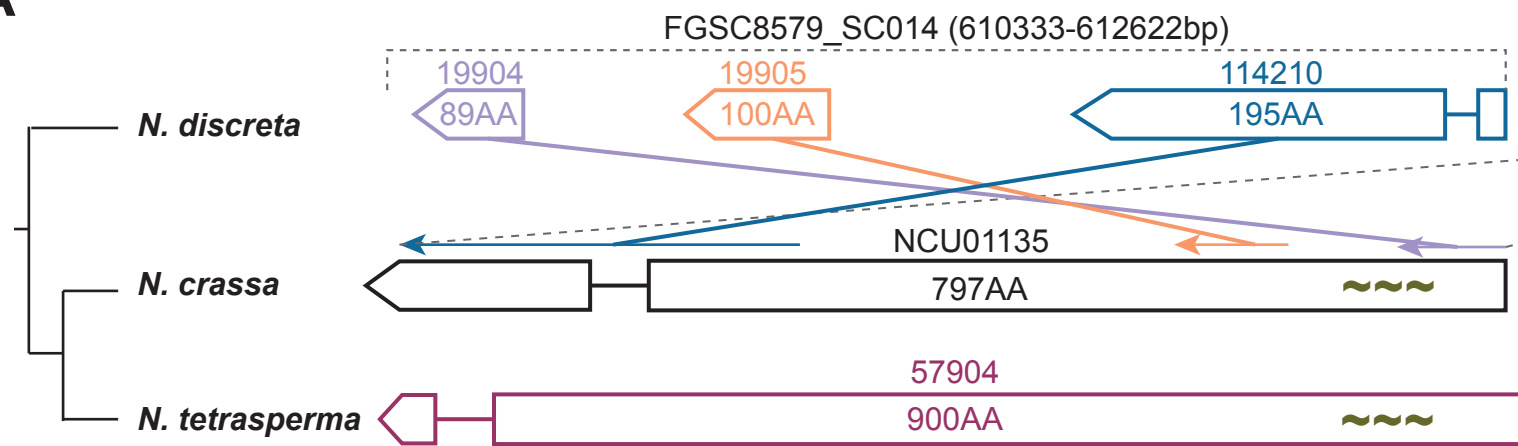 A
FGSC8579_SC014 (610333-612622bp)
19904 19905 114210
89AA 100AA 195AA
N. discreta
NCU01135
N. crassa 797AA ~~~
57904
N. tetrasperma 900AA ~~~